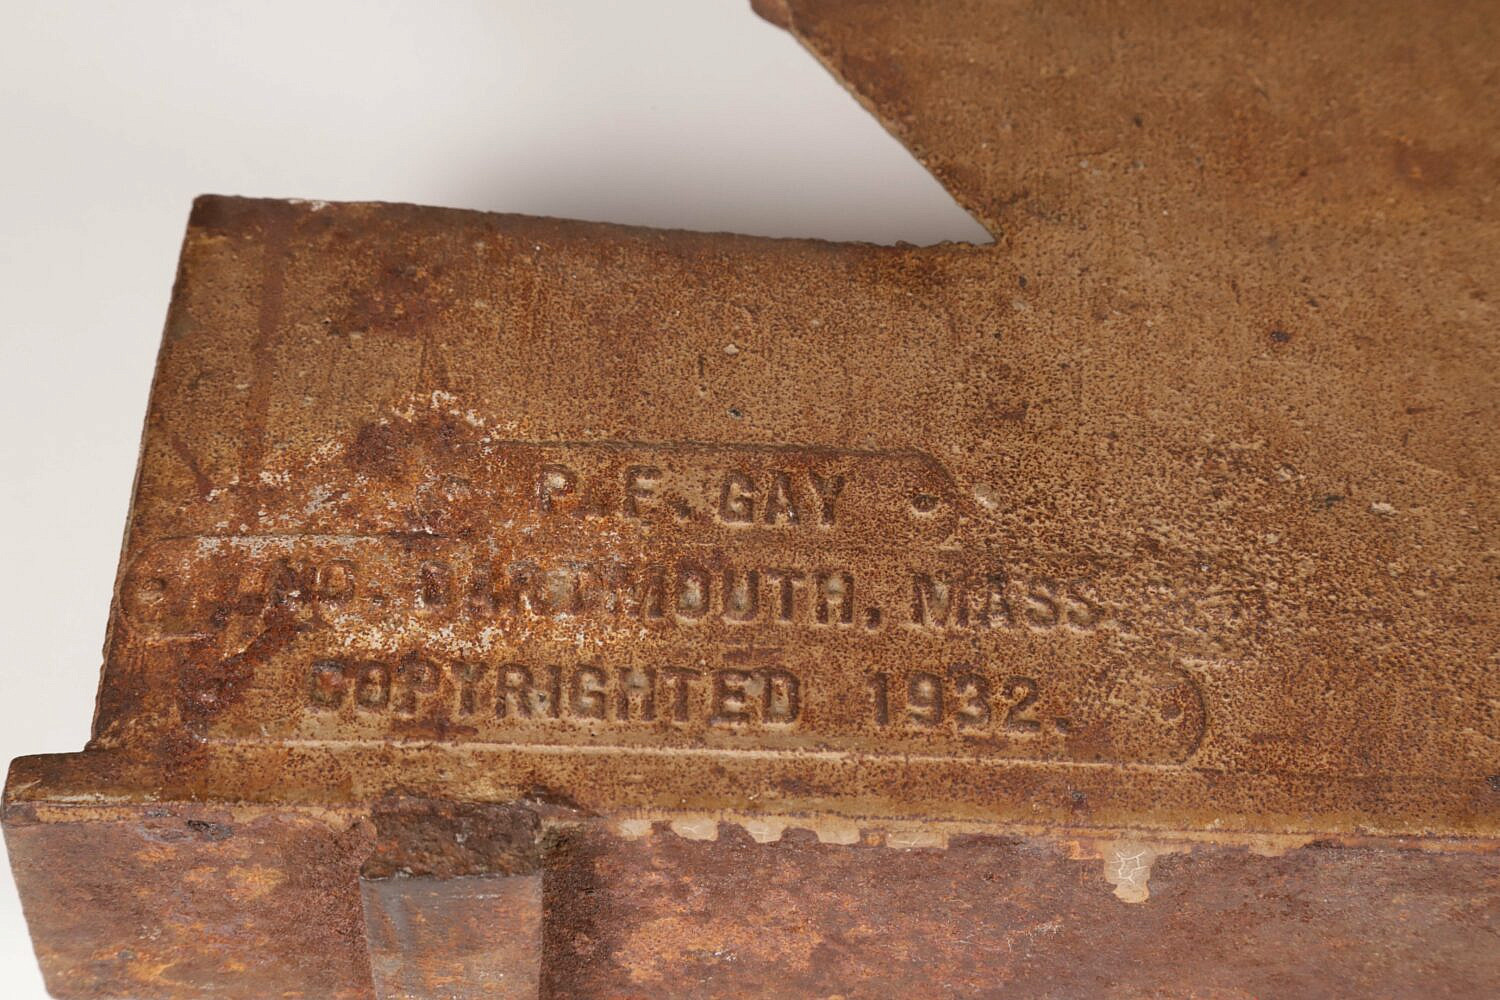 P.E. GAY
NO. DARTMOUTH, MASS.
COPYRIGHTED 1932.